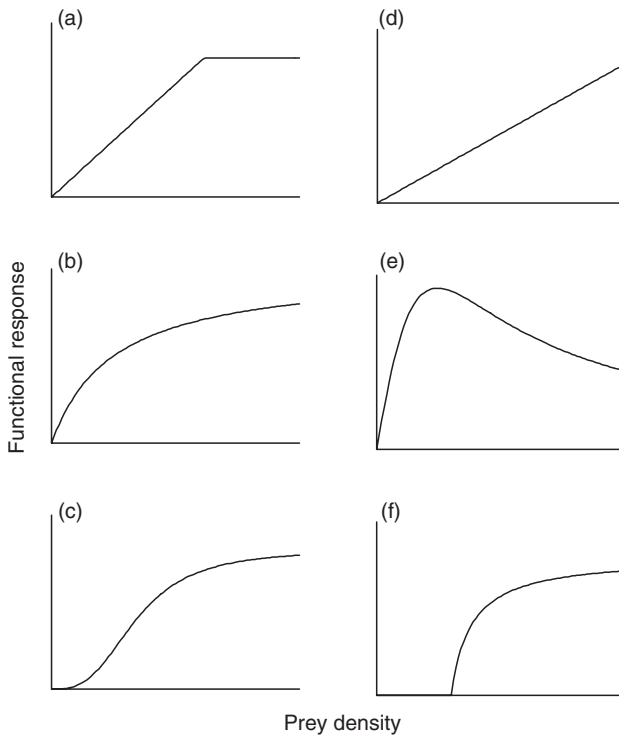 (a)
(d)
(b)
(e)
Functional response
(c)
(f)
Prey density